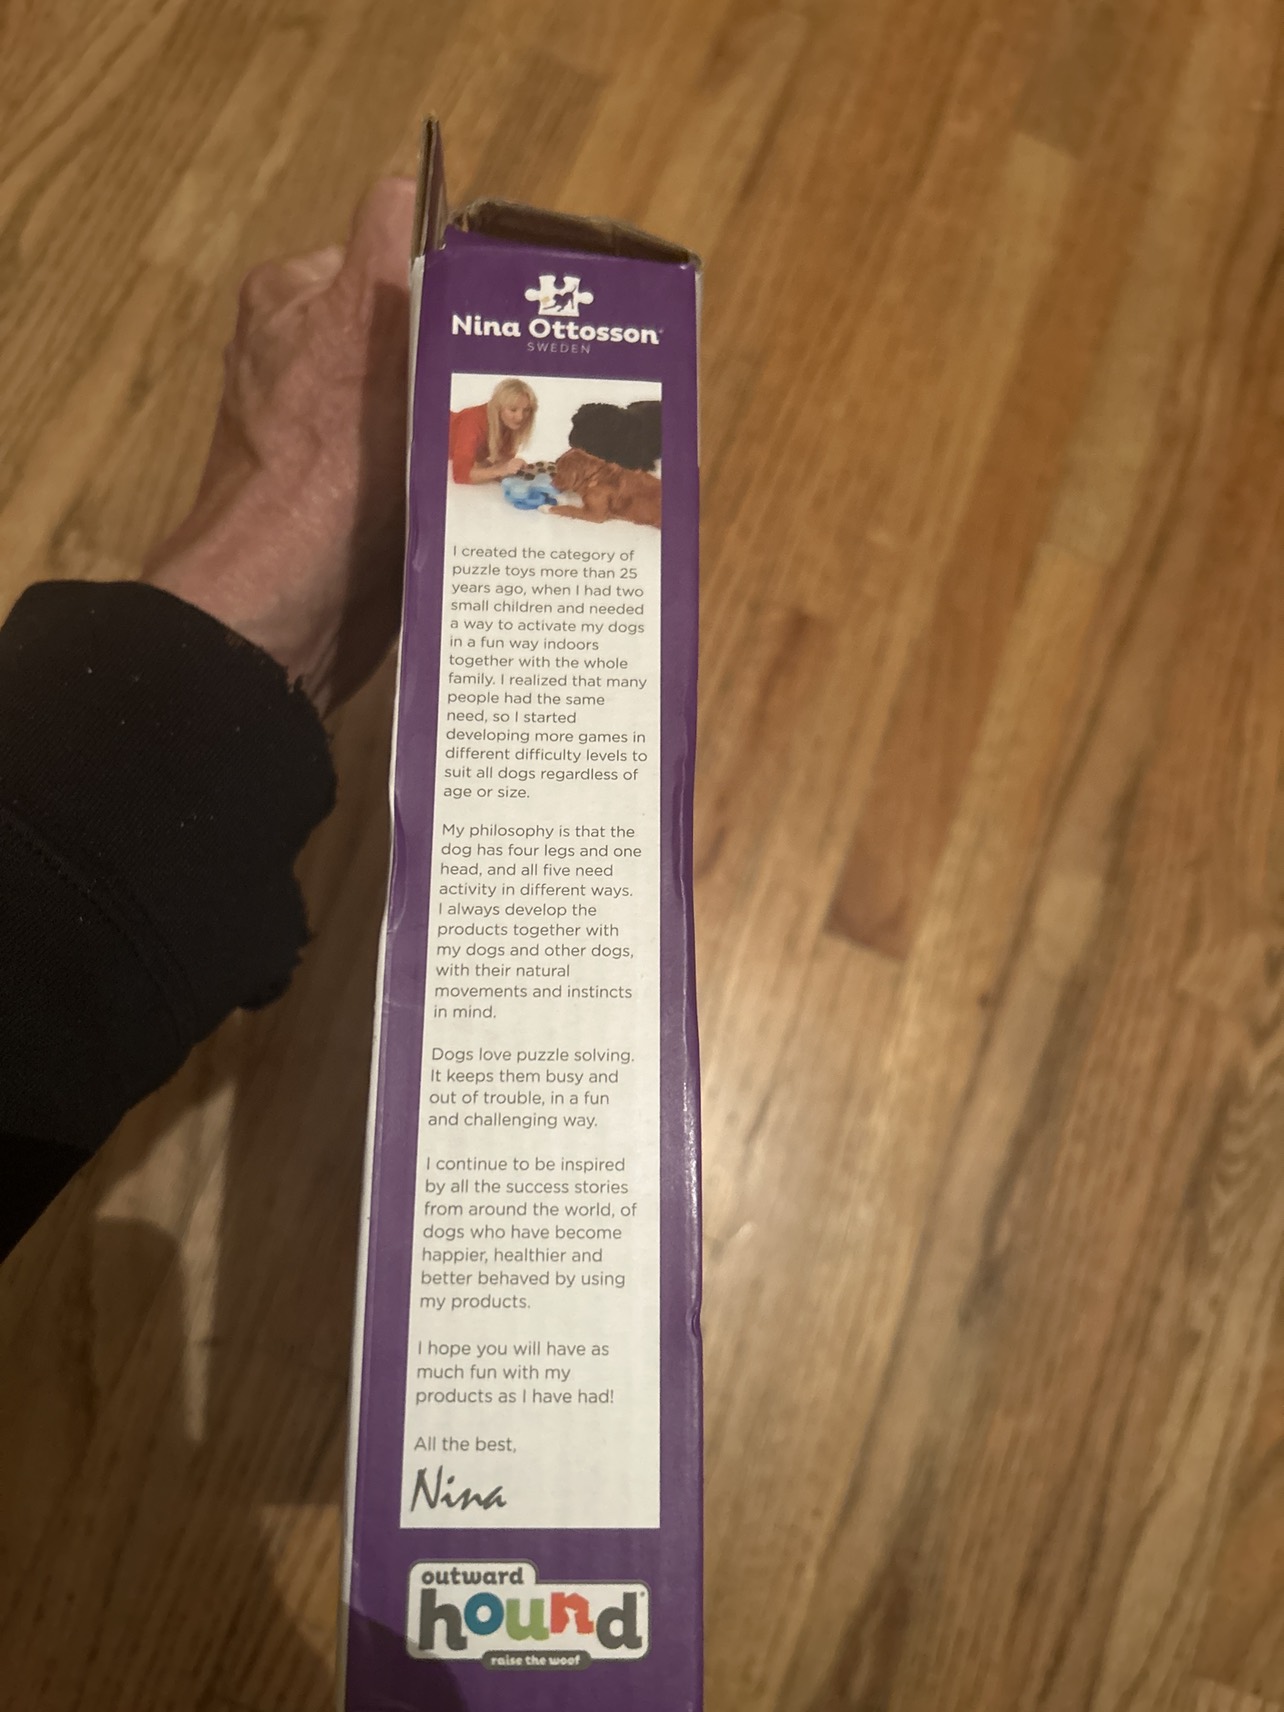 Nina Ottosson
SWEDEN
I created the category of
puzzle toys more than 25
years ago, when I had two
small children and needed
a way to activate my dogs
in a fun way indoors
together with the whole
family. I realized that many
people had the same
need, so I started
developing more games in
different difficulty levels to
suit all dogs regardless of
age or size.
My philosophy is that the
dog has four legs and one
head, and all five need
activity in different ways.
I always develop the
products together with
my dogs and other dogs,
with their natural
movements and instincts
in mind.
Dogs love puzzle solving.
It keeps them busy and
out of trouble, in a fun
and challenging way.
I continue to be inspired
by all the success stories
from around the world, of
dogs who have become
happier, healthier and
better behaved by using
my products.
I hope you will have as
much fun with my
products as I have had!
All the best,
Nina
outward
hound
raise the woof